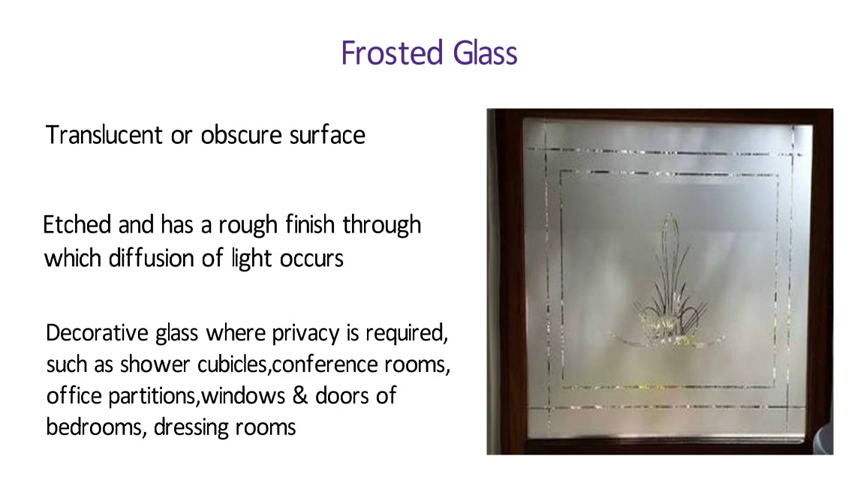 Frosted Glass
Translucent or obscure surface
Etched and has a rough finish through
which diffusion of light occurs
Decorative glass where privacy is required,
such as shower cubicles,conference rooms,
office partitions,windows & doors of
bedrooms, dressing rooms